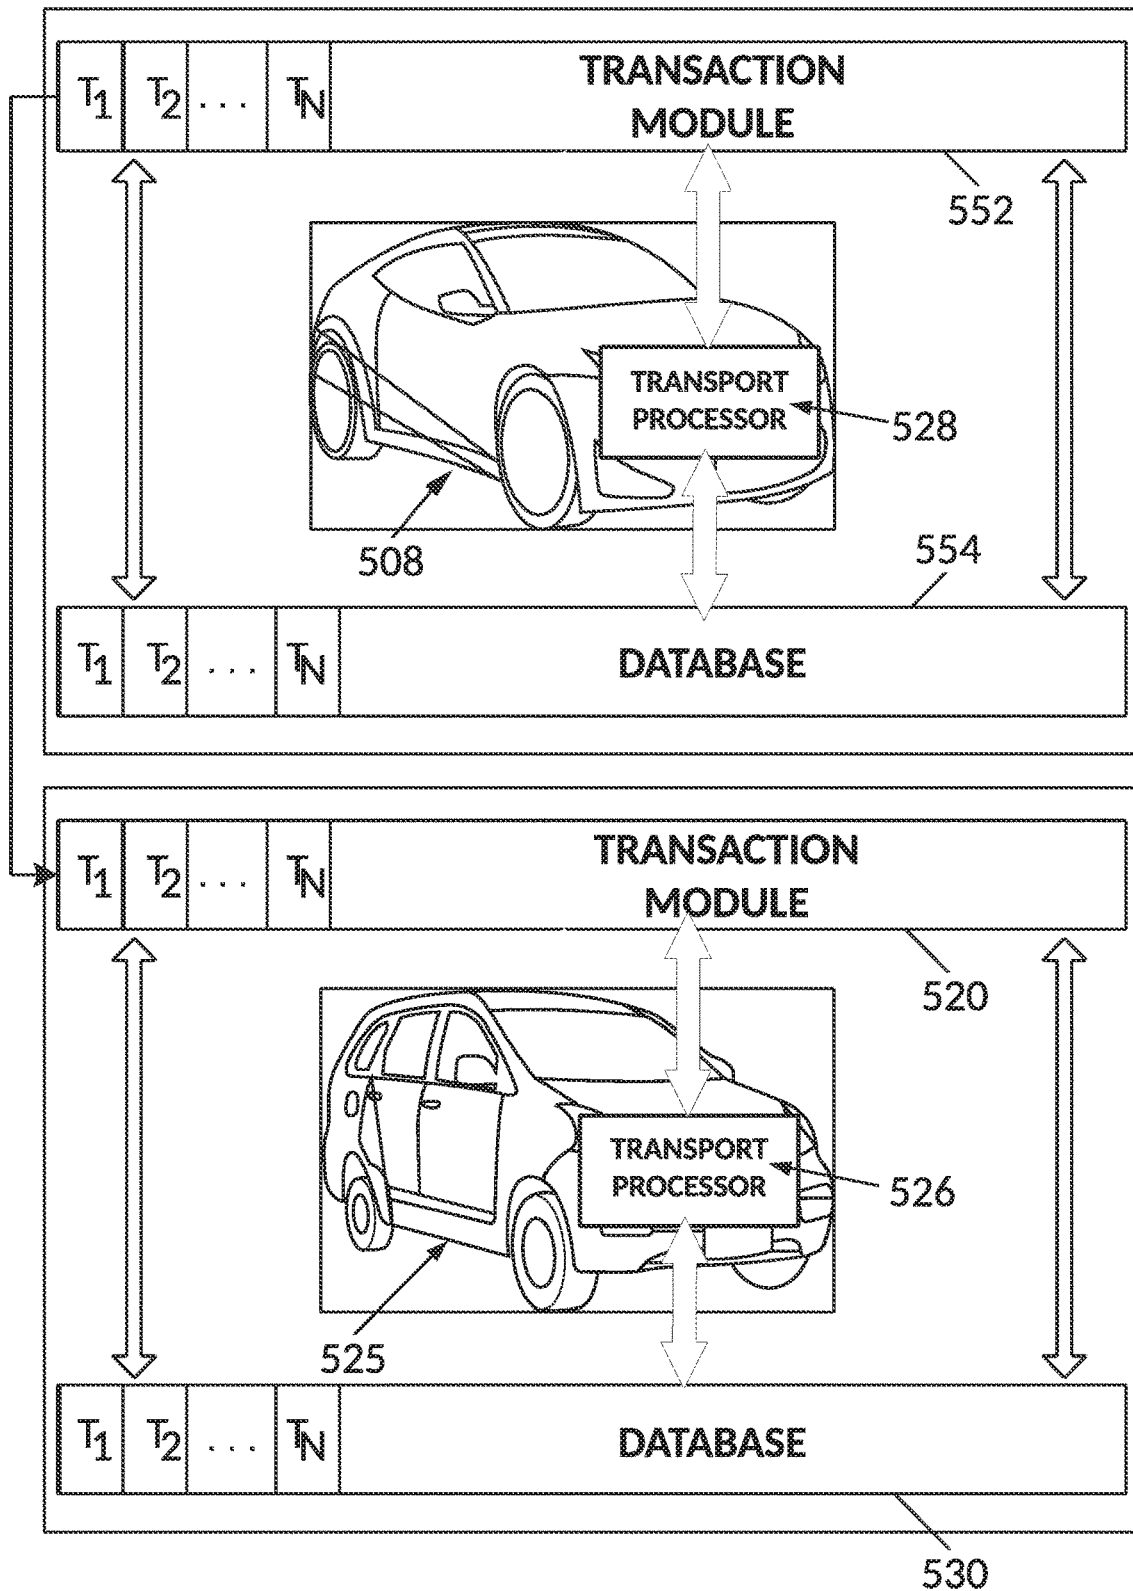 T1 T2 ... TN TRANSACTION
MODULE
552
TRANSPORT
PROCESSOR
528
508
554
T1 T2 ... TN DATABASE
T1 T2 ... TN TRANSACTION
MODULE
520
TRANSPORT
PROCESSOR
526
525
T1 T2 ... TN DATABASE
530